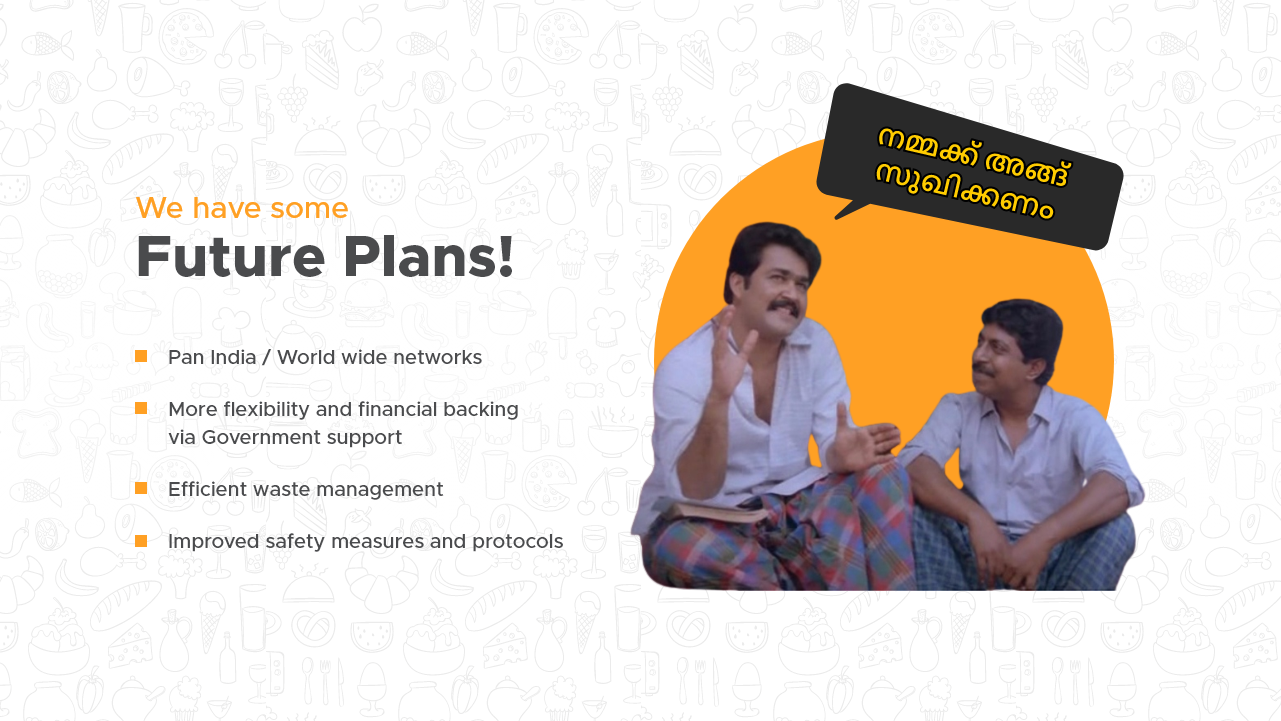 We have some
Future Plans!
Pan India / World wide networks
More flexibility and financial backing
via Government support
Efficient waste management
Improved safety measures and protocols
നമ്മക്ക് അങ്ങ്
സുഖിക്കണം